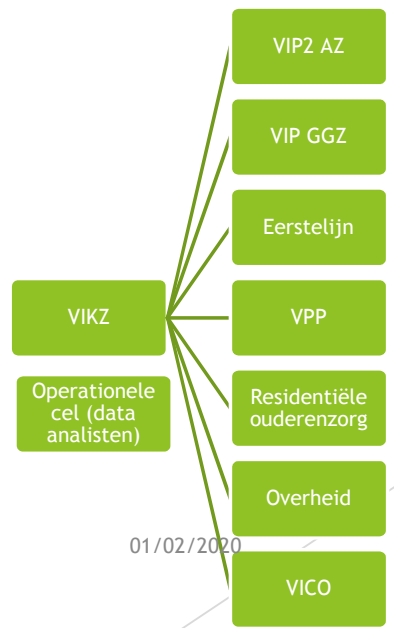 VIP2 AZ
VIP GGZ
Eerstelijn
VIKZ
VPP
Operationele
cel (data
analisten)
Residentiële
ouderenzorg
Overheid
01/02/2020
VICO